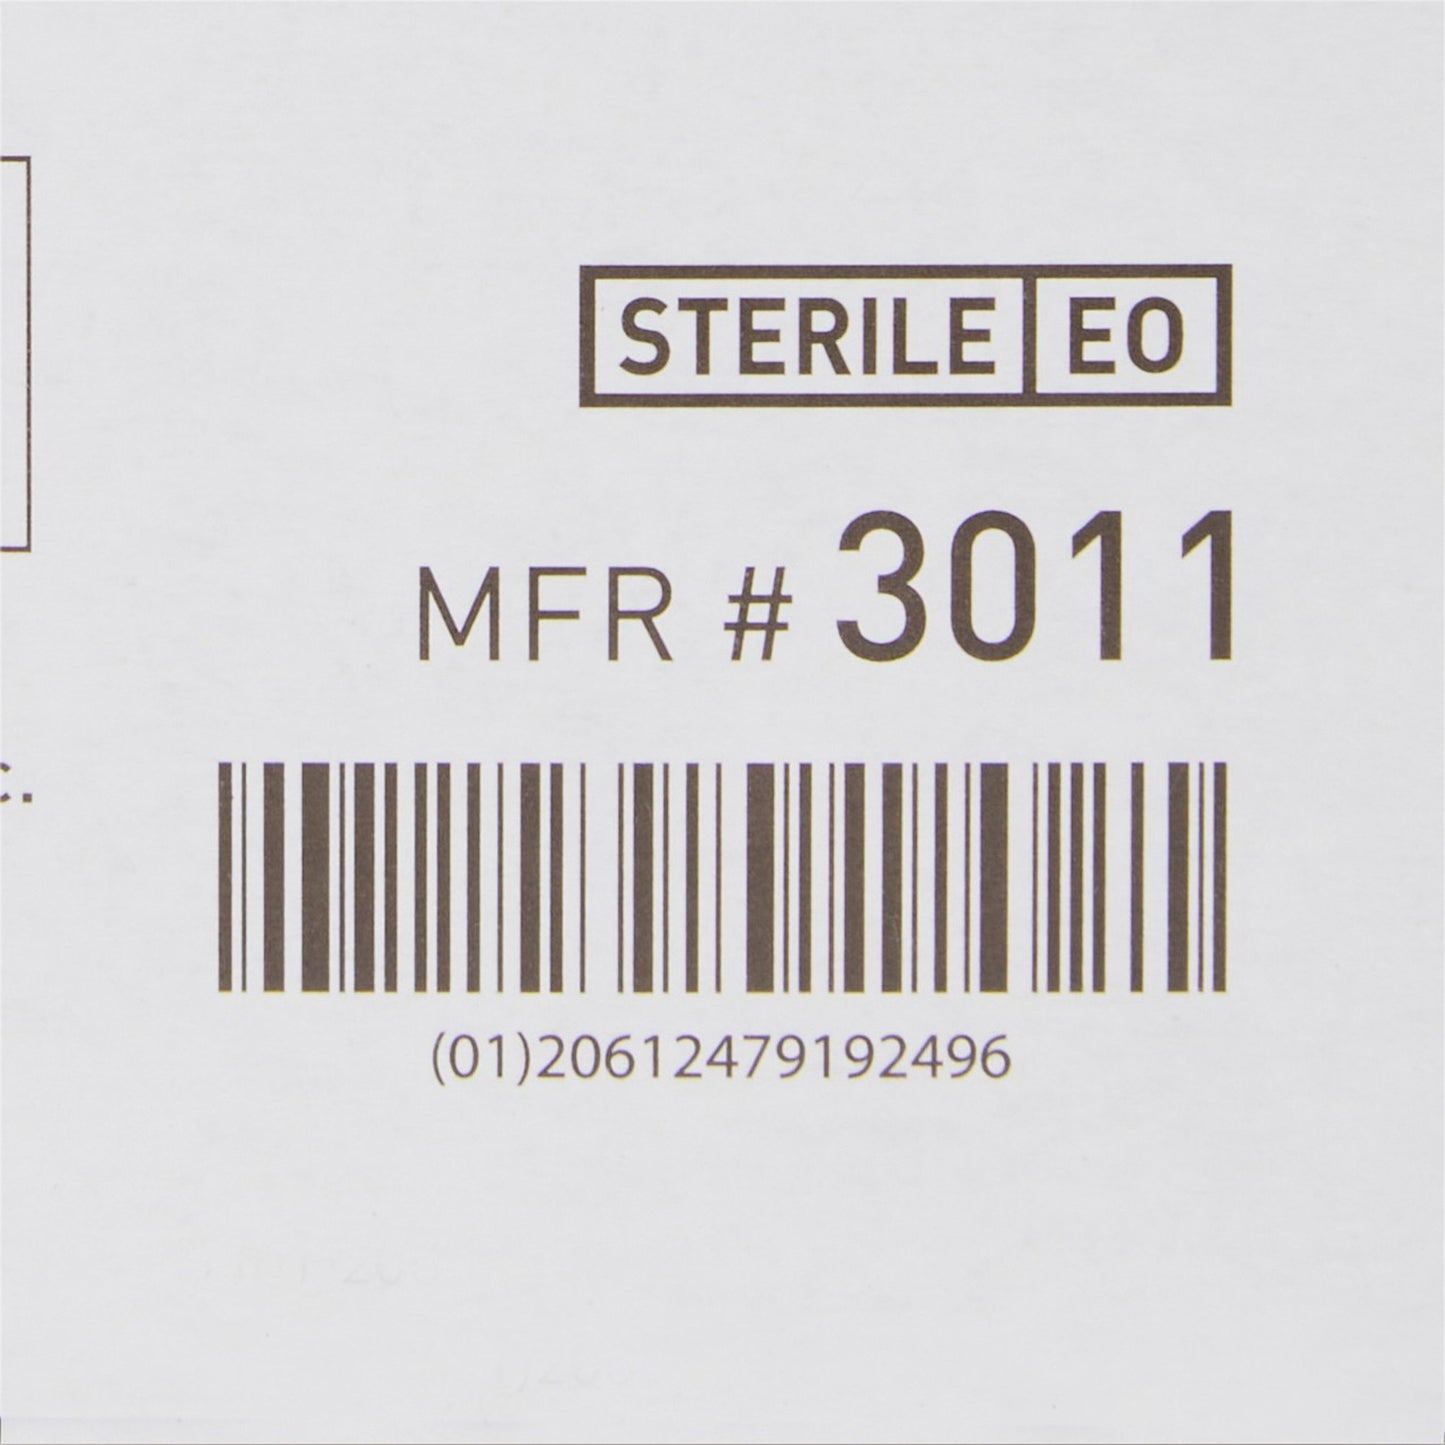 STERILE EO
MFR # 3011
c.
(01)20612479192496